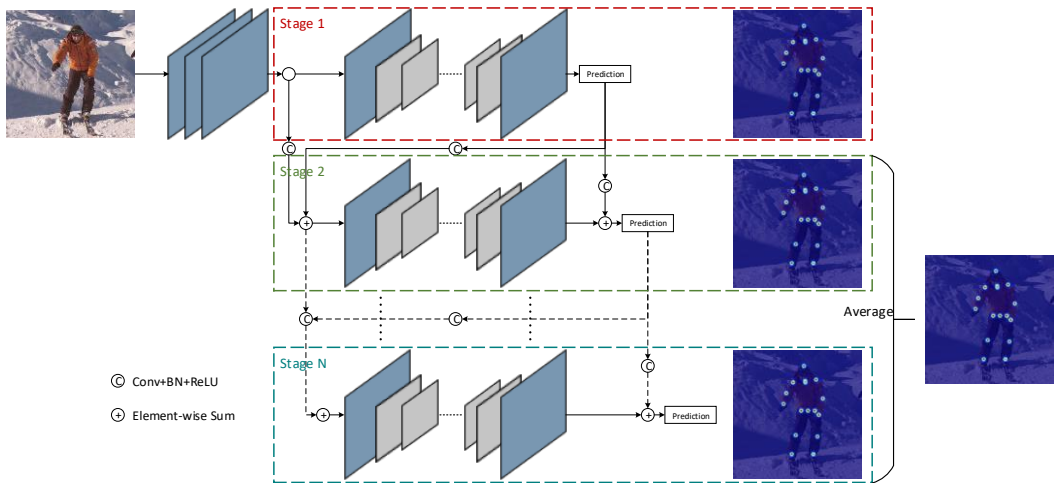 Stage 1
Prediction
C
C
Stage 2
C
+
+
Prediction
Average
C
C
Stage N
C
C Conv+BN+ReLU
+ Element-wise Sum
+
+
Prediction